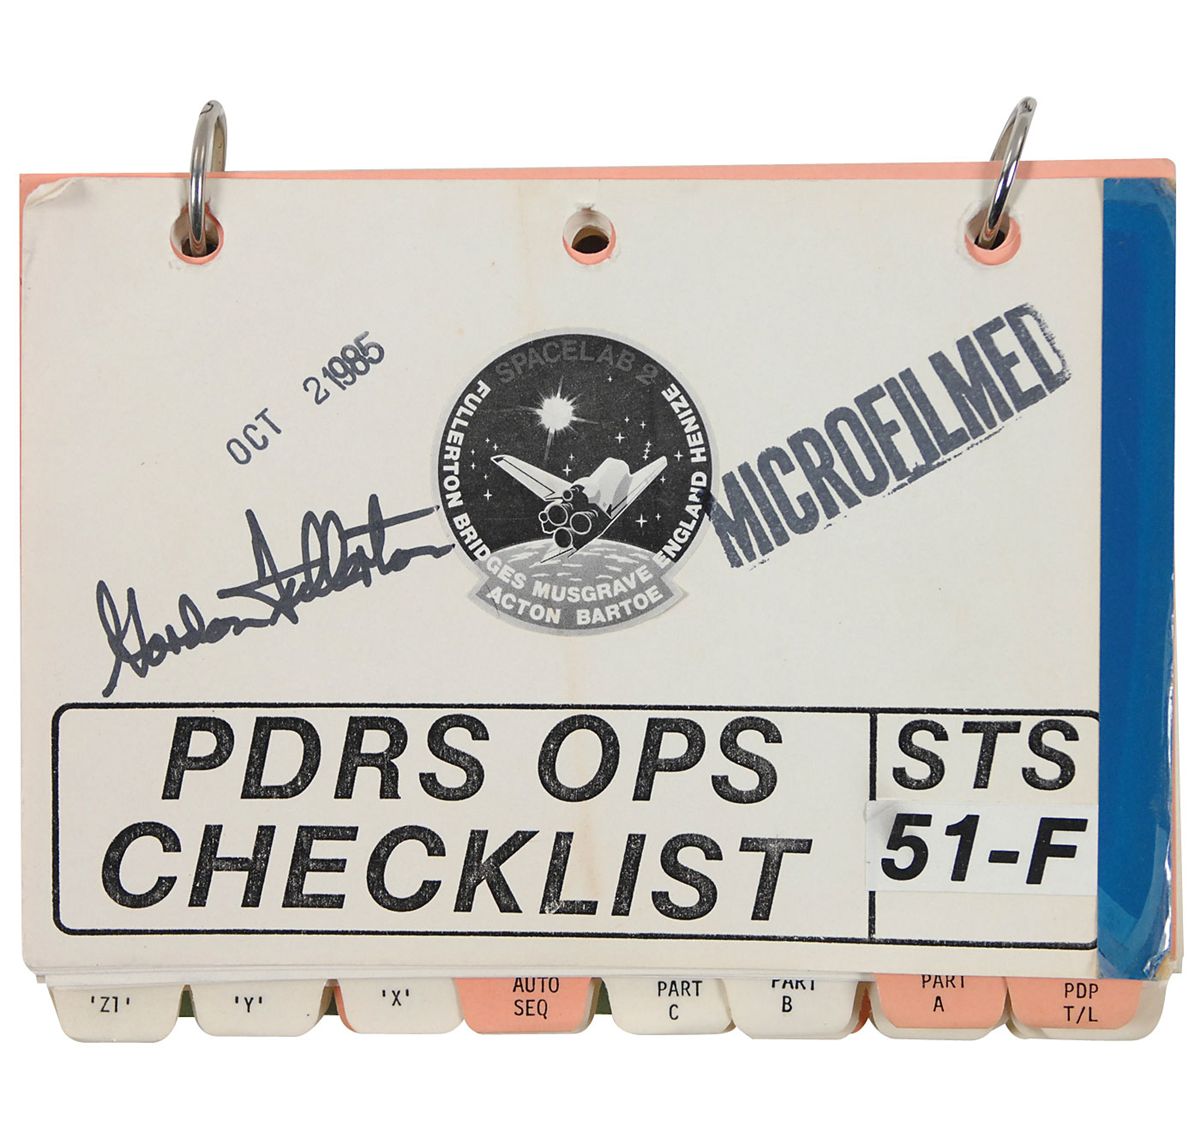 OCT 21985
SPACELAB 2
FULLERTON BRIDGES MUSGRAVE ENGLAND HENIZE
ACTON BARTOE
MICROFILMED
Gordon Fullerton
PDRS OPS
CHECKLIST
STS
51-F
'Z1'
'Y'
'X'
AUTO
SEQ
PART
C
PART
B
PART
A
PDP
T/L